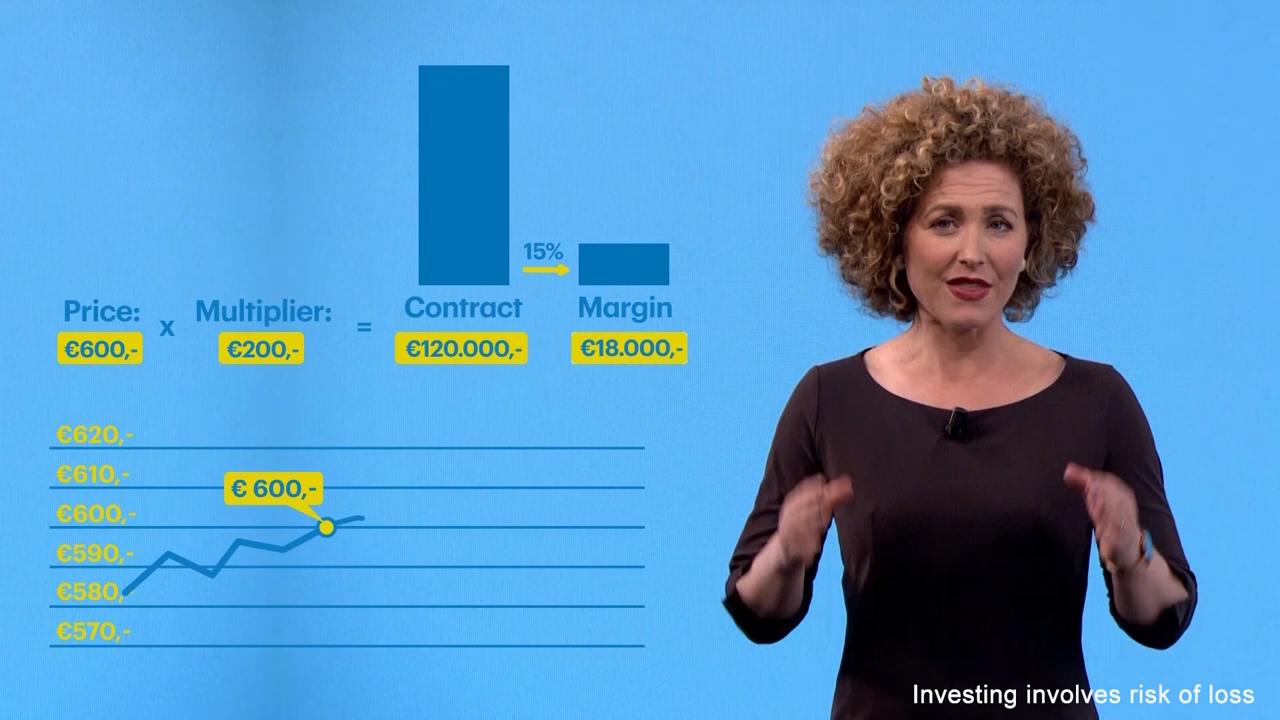 15%
Price: x Multiplier: = Contract Margin
€600,- €200,- €120.000,- €18.000,-
€620,-
€610,-
€ 600,-
€600,-
€590,-
€580,-
€570,-
Investing involves risk of loss